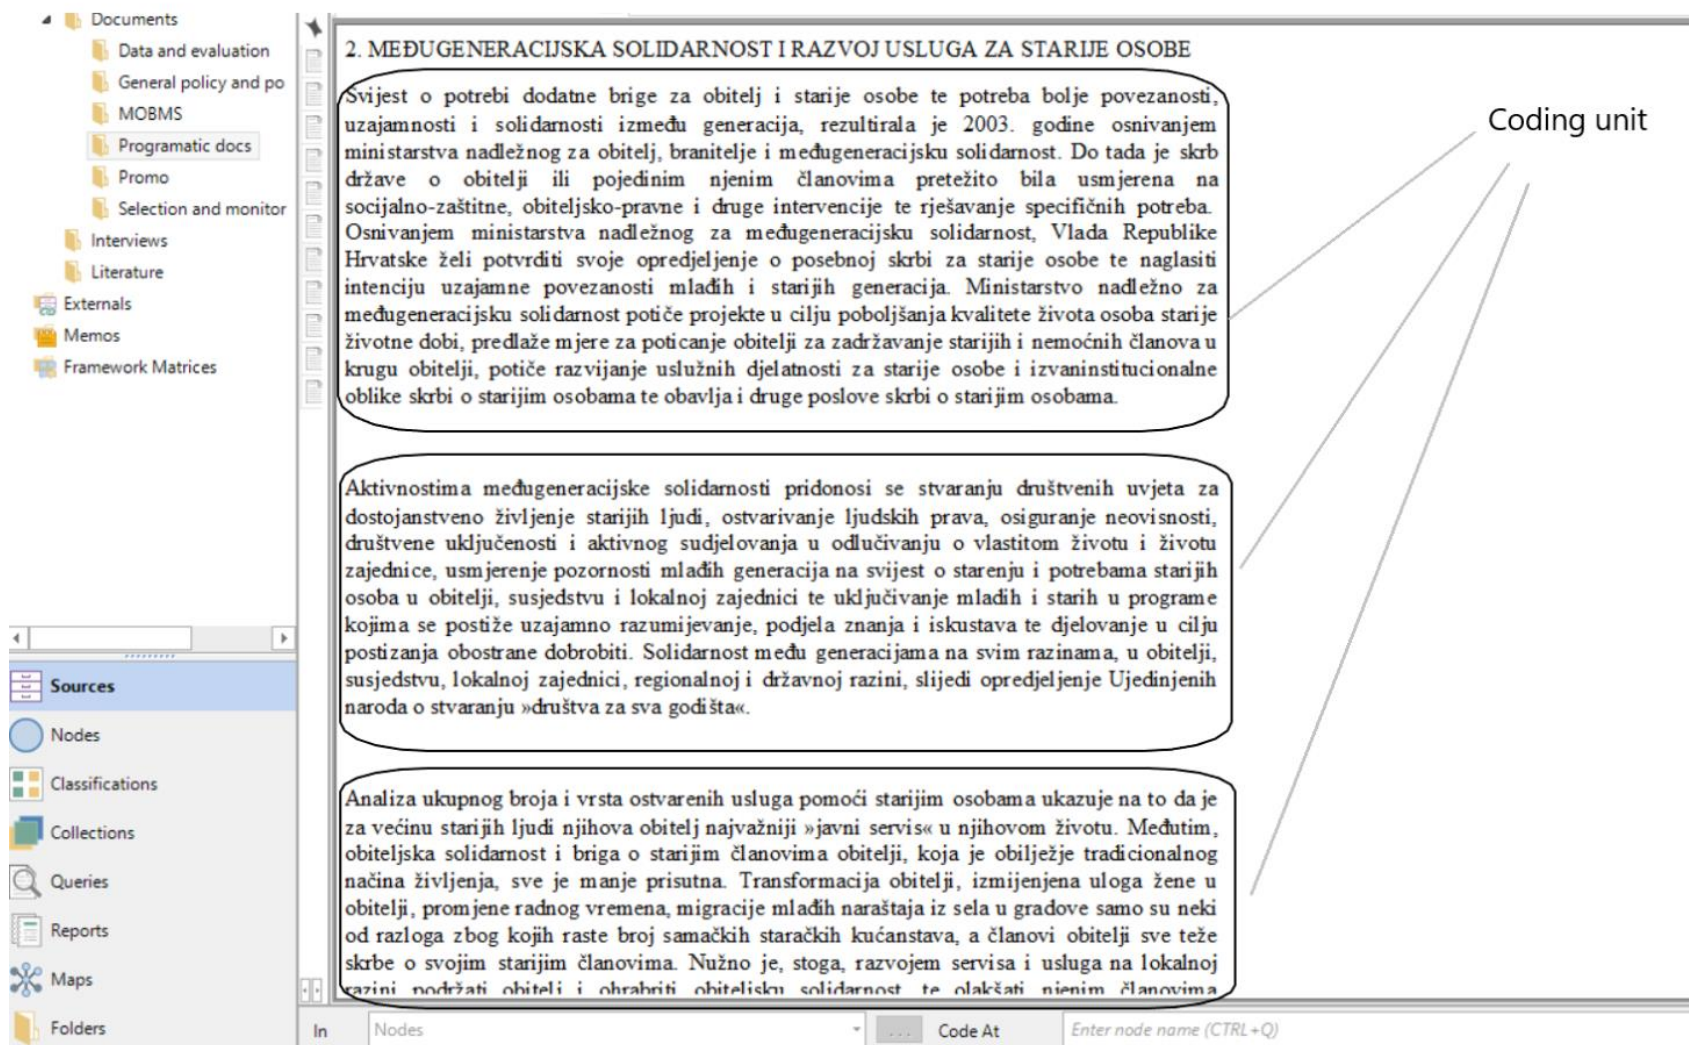 Documents
Data and evaluation
General policy and po
MOBMS
Programatic docs
Promo
Selection and monitor
Interviews
Literature
Externals
Memos
Framework Matrices
Sources
Nodes
Classifications
Collections
Queries
Reports
Maps
Folders
2. MEĐUGENERACIJSKA SOLIDARNOST I RAZVOJ USLUGA ZA STARIJE OSOBE
Svijest o potrebi dodatne brige za obitelj i starije osobe te potreba bolje povezanosti,
uzajamnosti i solidarnosti između generacija, rezultirala je 2003. godine osnivanjem
ministarstva nadležnog za obitelj, branitelje i međugeneracijsku solidarnost. Do tada je skrb
države o obitelji ili pojedinim njenim članovima pretežito bila usmjerena na
socijalno-zaštitne, obiteljsko-pravne i druge intervencije te rješavanje specifičnih potreba.
Osnivanjem ministarstva nadležnog za međugeneracijsku solidarnost, Vlada Republike
Hrvatske želi potvrditi svoje opredjeljenje o posebnoj skrbi za starije osobe te naglasiti
intenciju uzajamne povezanosti mlađih i starijih generacija. Ministarstvo nadležno za
međugeneracijsku solidarnost potiče projekte u cilju poboljšanja kvalitete života osoba starije
životne dobi, predlaže mjere za poticanje obitelji za zadržavanje starijih i nemoćnih članova u
krugu obitelji, potiče razvijanje uslužnih djelatnosti za starije osobe i izvaninstitucionalne
oblike skrbi o starijim osobama te obavlja i druge poslove skrbi o starijim osobama.
Aktivnostima međugeneracijske solidarnosti pridonosi se stvaranju društvenih uvjeta za
dostojanstveno življenje starijih ljudi, ostvarivanje ljudskih prava, osiguranje neovisnosti,
društvene uključenosti i aktivnog sudjelovanja u odlučivanju o vlastitom životu i životu
zajednice, usmjerenje pozornosti mlađih generacija na svijest o starenju i potrebama starijih
osoba u obitelji, susjedstvu i lokalnoj zajednici te uključivanje mladih i starih u programe
kojima se postiže uzajamno razumijevanje, podjela znanja i iskustava te djelovanje u cilju
postizanja obostrane dobrobiti. Solidarnost među generacijama na svim razinama, u obitelji,
susjedstvu, lokalnoj zajednici, regionalnoj i državnoj razini, slijedi opredjeljenje Ujedinjenih
naroda o stvaranju »društva za sva godišta«.
Analiza ukupnog broja i vrsta ostvarenih usluga pomoći starijim osobama ukazuje na to da je
za većinu starijih ljudi njihova obitelj najvažniji »javni servis« u njihovom životu. Međutim,
obiteljska solidarnost i briga o starijim članovima obitelji, koja je obilježje tradicionalnog
načina življenja, sve je manje prisutna. Transformacija obitelji, izmijenjena uloga žene u
obitelji, promjene radnog vremena, migracije mlađih naraštaja iz sela u gradove samo su neki
od razloga zbog kojih raste broj samačkih staračkih kućanstava, a članovi obitelji sve teže
skrbe o svojim starijim članovima. Nužno je, stoga, razvojem servisa i usluga na lokalnoj
razini podržati obitelj i ohrabriti obiteljsku solidarnost te olakšati njenim članovima
Coding unit
In
Nodes
...
Code At
Enter node name (CTRL+Q)